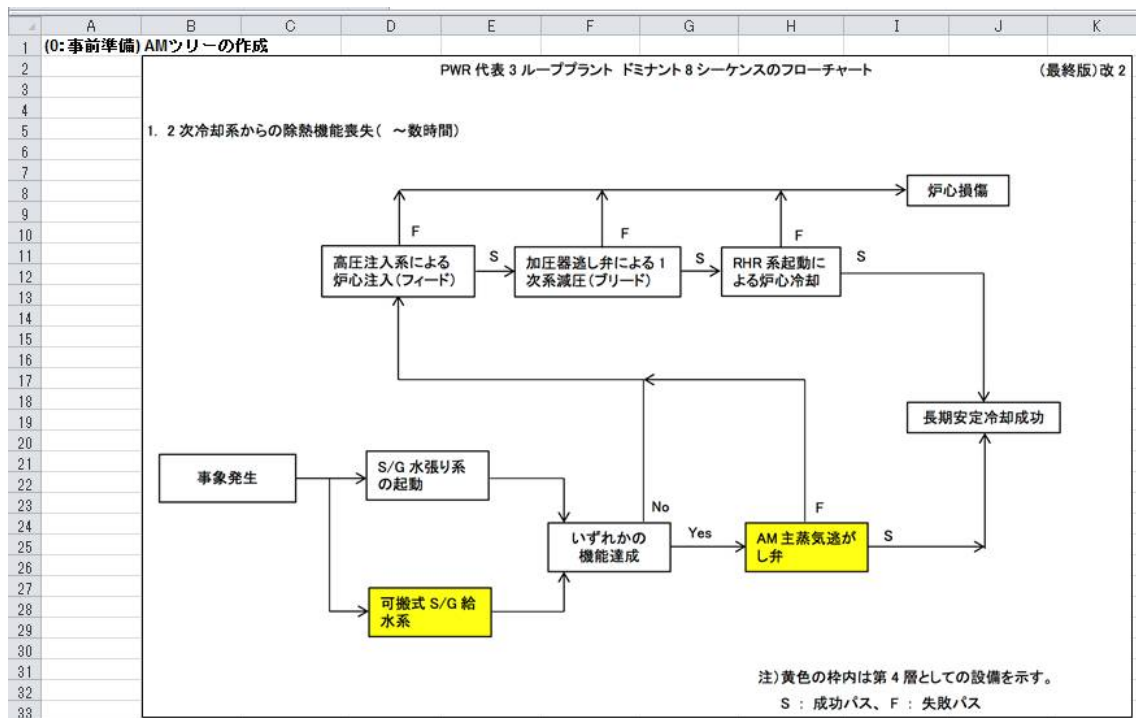 A B C D E F G H I J K
1 (0:事前準備) AMツリーの作成
2 PWR 代表 3 ループプラント ドミナント 8 シーケンスのフローチャート (最終版)改 2
3
4
5 1. 2 次冷却系からの除熱機能喪失( ~数時間)
6
7
8 炉心損傷
9
10 F F F
11 高圧注入系による S 加圧器逃し弁による 1 S RHR 系起動に S
12 炉心注入(フィード) 次系減圧(ブリード) よる炉心冷却
13
14
15
16
17
18
19 長期安定冷却成功
20
21 S/G 水張り系
22 事象発生 の起動
23 No F
24 いずれかの Yes AM 主蒸気逃が S
25 機能達成 し弁
26
27
28 可搬式 S/G 給
29 水系
30
31 注)黄色の枠内は第 4 層としての設備を示す。
32 S : 成功パス、F : 失敗パス
33